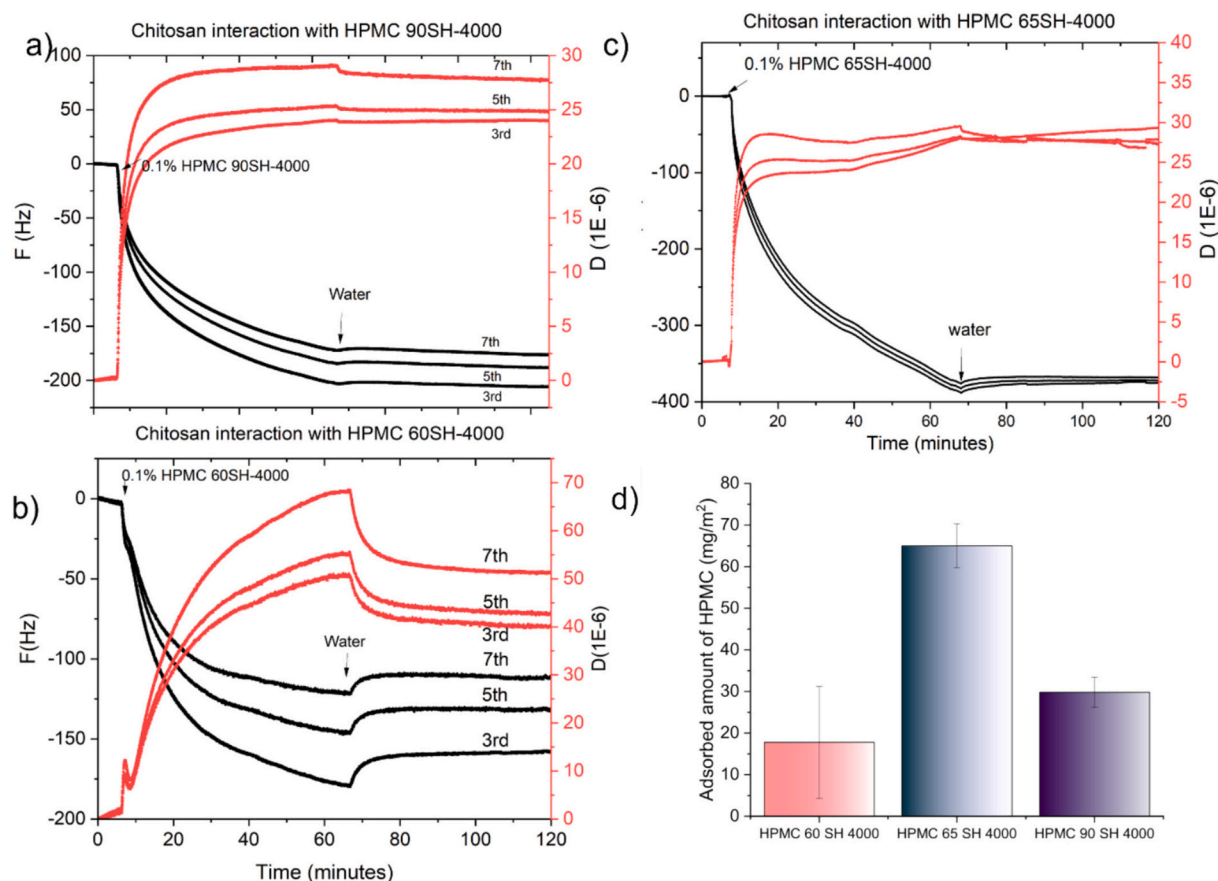 a)
Chitosan interaction with HPMC 90SH-4000
100
50
0
-50
-100
-150
-200
F (Hz)
0.1% HPMC 90SH-4000
7th
5th
3rd
Water
7th
5th
3rd
30
25
20
15
10
5
0
D (1E -6)
c)
Chitosan interaction with HPMC 65SH-4000
0
-100
-200
-300
-400
0.1% HPMC 65SH-4000
water
40
35
30
25
20
15
10
5
0
-5
D (1E-6)
0 20 40 60 80 100 120
Time (minutes)
b)
Chitosan interaction with HPMC 60SH-4000
0
-50
-100
-150
-200
F(Hz)
0.1% HPMC 60SH-4000
7th
5th
3rd
Water
7th
5th
3rd
70
60
50
40
30
20
10
0
D(1E-6)
0 20 40 60 80 100 120
Time (minutes)
d)
80
70
60
50
40
30
20
10
0
Adsorbed amount of HPMC (mg/m²)
HPMC 60 SH 4000 HPMC 65 SH 4000 HPMC 90 SH 4000